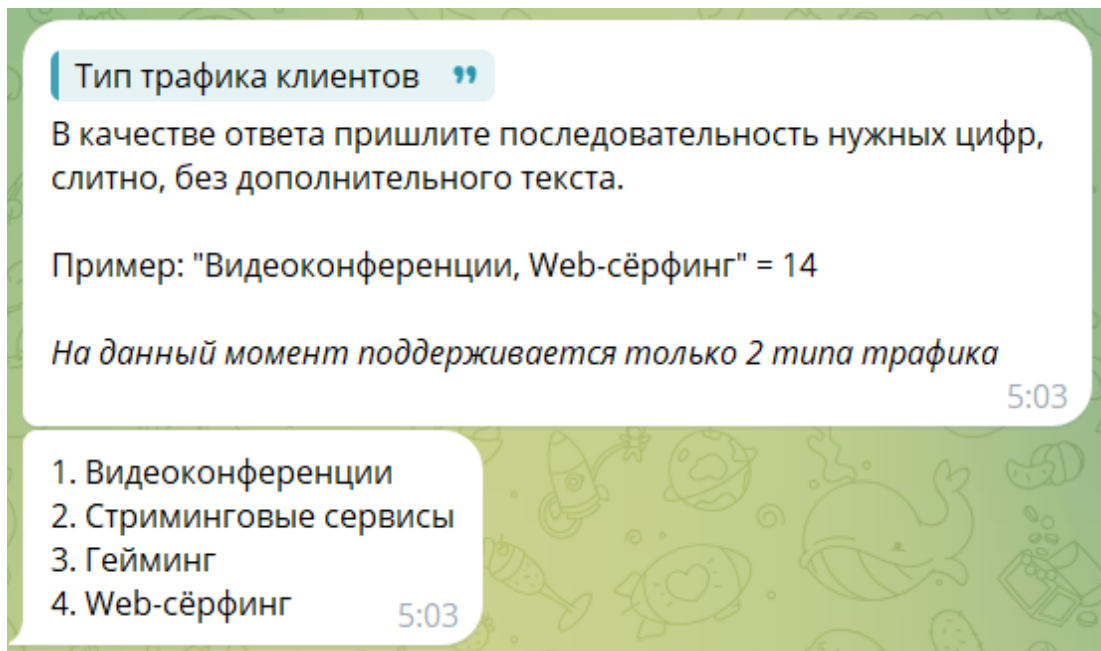 Тип трафика клиентов
В качестве ответа пришлите последовательность нужных цифр,
слитно, без дополнительного текста.
Пример: "Видеоконференции, Web-сёрфинг" = 14
На данный момент поддерживается только 2 типа трафика
5:03
1. Видеоконференции
2. Стриминговые сервисы
3. Гейминг
4. Web-сёрфинг
5:03